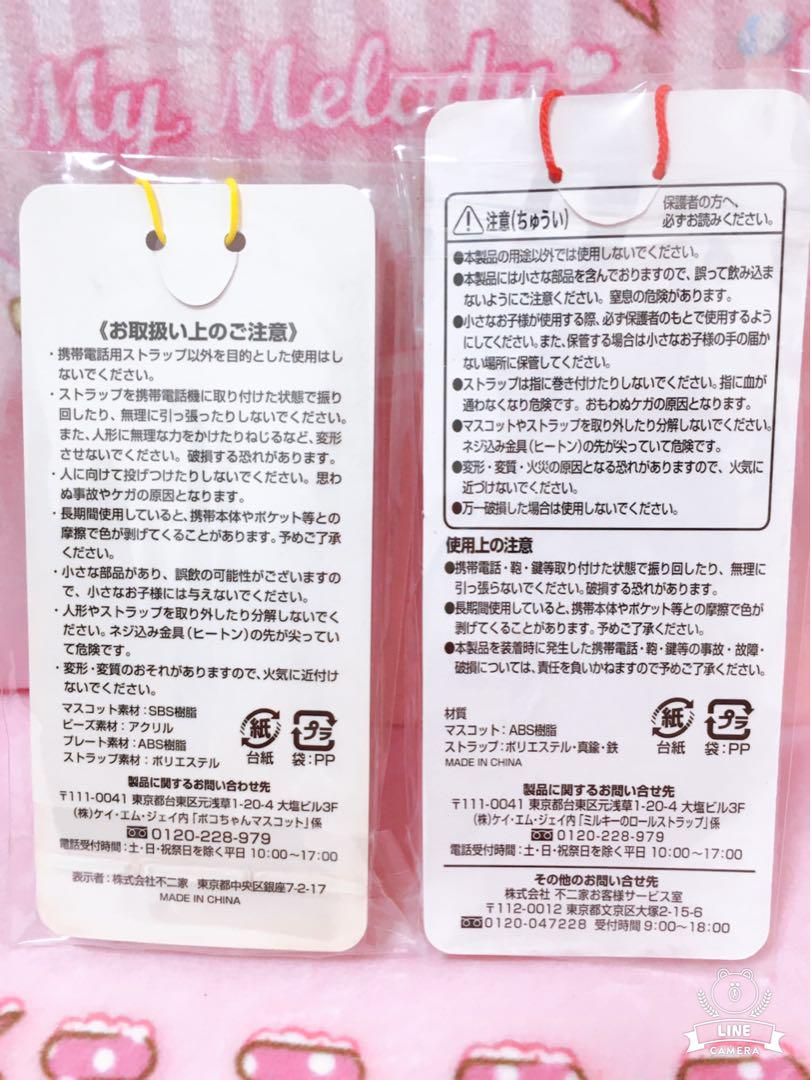 My Melody
《お取扱い上のご注意》
・携帯電話用ストラップ以外を目的とした使用はし
ないでください。
・ストラップを携帯電話機に取り付けた状態で振り
回したり、無理に引っ張ったりしないでください。
また、人形に無理な力をかけたりねじるなど、変形
させないでください。破損する恐れがあります。
・人に向けて投げつけたりしないでください。思わ
ぬ事故やケガの原因となります。
・長期間使用していると、携帯本体やポケット等との
摩擦で色が剥げてくることがあります。予めご了承
ください。
・小さな部品があり、誤飲の可能性がございますの
で、小さなお子様には与えないでください。
・人形やストラップを取り外したり分解しないでく
ださい。ネジ込み金具(ヒートン)の先が尖ってい
て危険です。
・変形・変質のおそれがありますので、火気に近付け
ないでください。
マスコット素材：SBS樹脂
ビーズ素材：アクリル
プレート素材：ABS樹脂
ストラップ素材：ポリエステル
紙
台紙
プラ
袋：PP
製品に関するお問い合わせ先
〒111-0041 東京都台東区元浅草1-20-4 大塩ビル3F
(株)ケイ・エム・ジェイ内「ポコちゃんマスコット」係
0120-228-979
電話受付時間：土・日・祝祭日を除く平日 10:00〜17:00
表示者：株式会社不二家 東京都中央区銀座7-2-17
MADE IN CHINA
注意(ちゅうい)
保護者の方へ、
必ずお読みください。
●本製品の用途以外では使用しないでください。
●本製品には小さな部品を含んでおりますので、誤って飲み込ま
ないようにご注意ください。窒息の危険があります。
●小さなお子様が使用する際、必ず保護者のもとで使用するよう
にしてください。また、保管する場合は小さなお子様の手の届か
ない場所に保管してください。
●ストラップは指に巻き付けたりしないでください。指に血が
通わなくなり危険です。おもわぬケガの原因となります。
●マスコットやストラップを取り外したり分解しないでください。
ネジ込み金具(ヒートン)の先が尖っていて危険です。
●変形・変質・火災の原因となる恐れがありますので、火気に
近づけないでください。
●万一破損した場合は使用しないでください。
使用上の注意
●携帯電話・鞄・鍵等取り付けた状態で振り回したり、無理に
引っ張らないでください。破損する恐れがあります。
●長期間使用していると、携帯本体やポケット等との摩擦で色が
剥げてくることがあります。予めご了承ください。
●本製品を装着時に発生した携帯電話・鞄・鍵等の事故・故障・
破損については、責任を負いかねますので予めご了承ください。
材質
マスコット：ABS樹脂
ストラップ：ポリエステル・真鍮・鉄
MADE IN CHINA
紙
台紙
プラ
袋：PP
製品に関するお問い合せ先
〒111-0041 東京都台東区元浅草1-20-4 大塩ビル3F
(株)ケイ・エム・ジェイ内「ミルキーのロールストラップ」係
0120-228-979
電話受付時間：土・日・祝祭日を除く平日 10:00〜17:00
その他のお問い合せ先
株式会社 不二家お客様サービス室
〒112-0012 東京都文京区大塚2-15-6
0120-047228 受付時間 9:00〜18:00
LINE
CAMERA